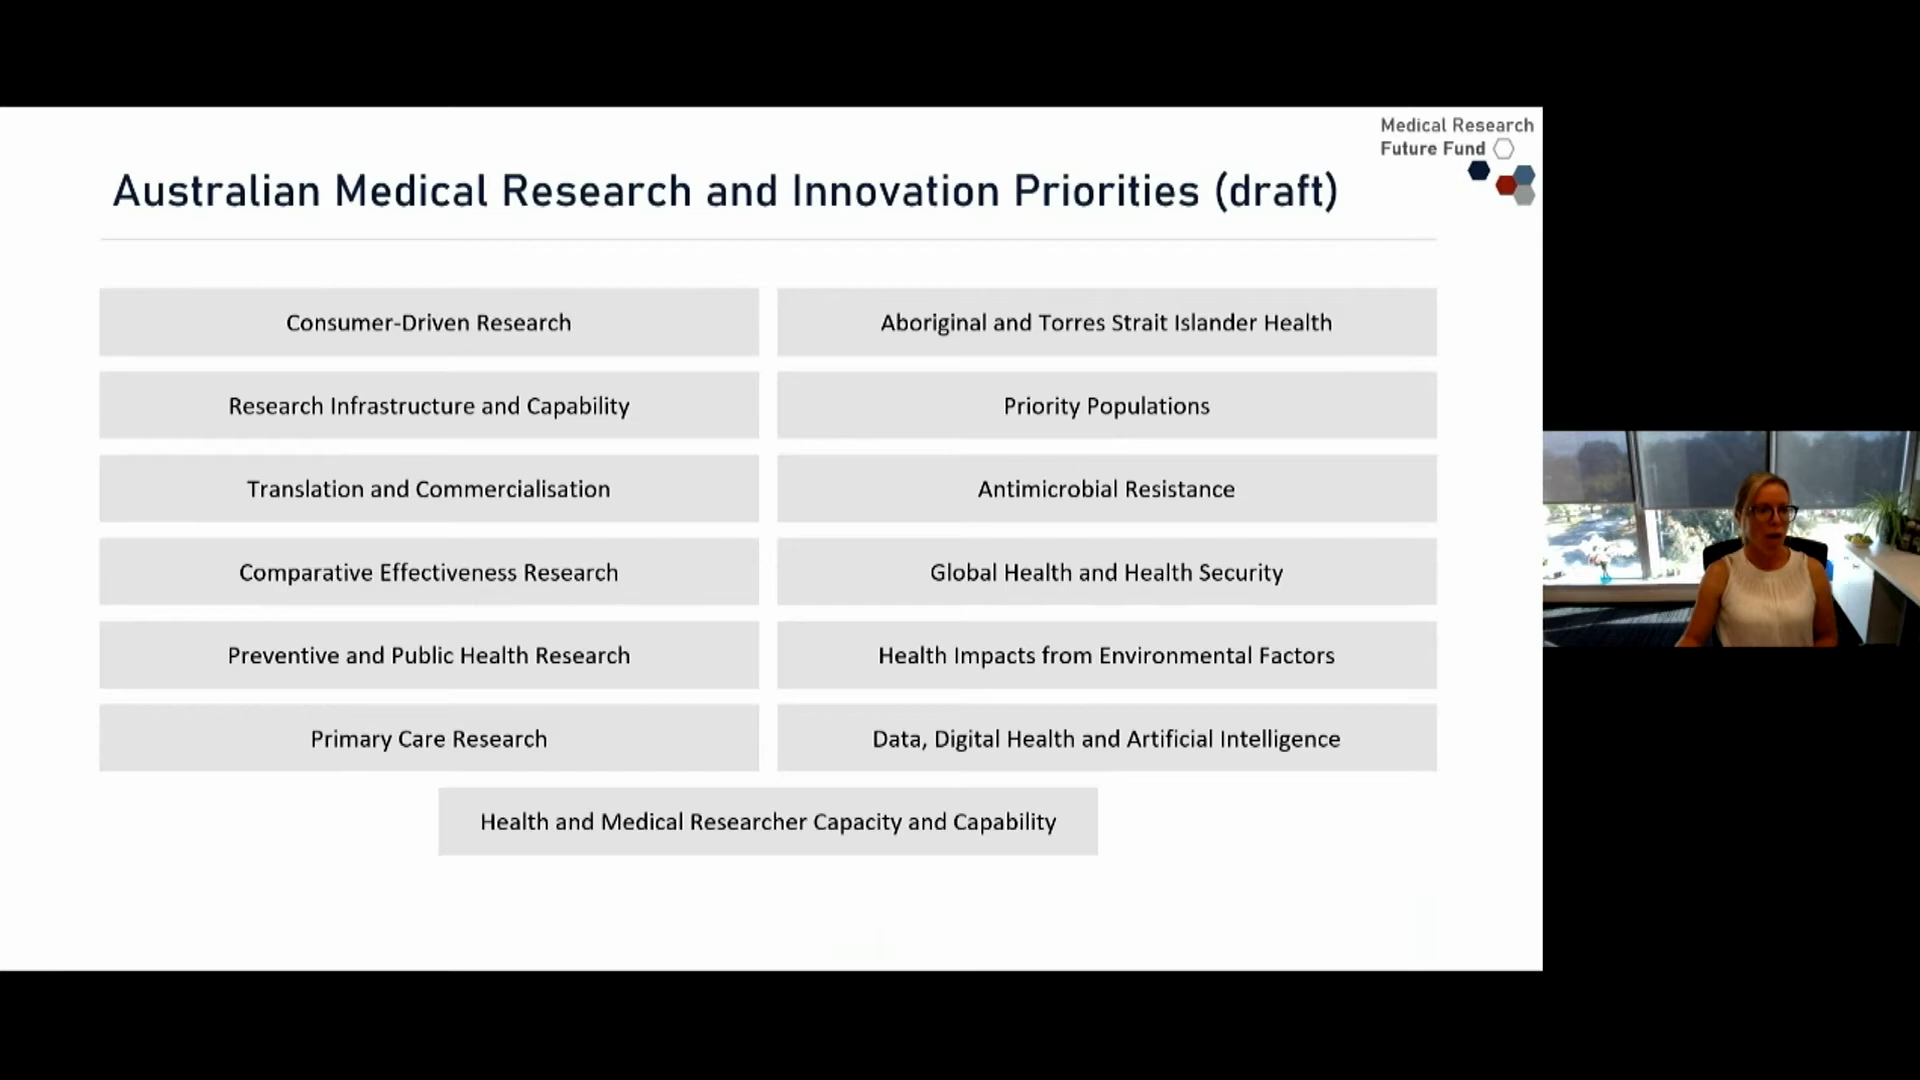 Medical Research
Future Fund
Australian Medical Research and Innovation Priorities (draft)
Consumer-Driven Research
Aboriginal and Torres Strait Islander Health
Research Infrastructure and Capability
Priority Populations
Translation and Commercialisation
Antimicrobial Resistance
Comparative Effectiveness Research
Global Health and Health Security
Preventive and Public Health Research
Health Impacts from Environmental Factors
Primary Care Research
Data, Digital Health and Artificial Intelligence
Health and Medical Researcher Capacity and Capability